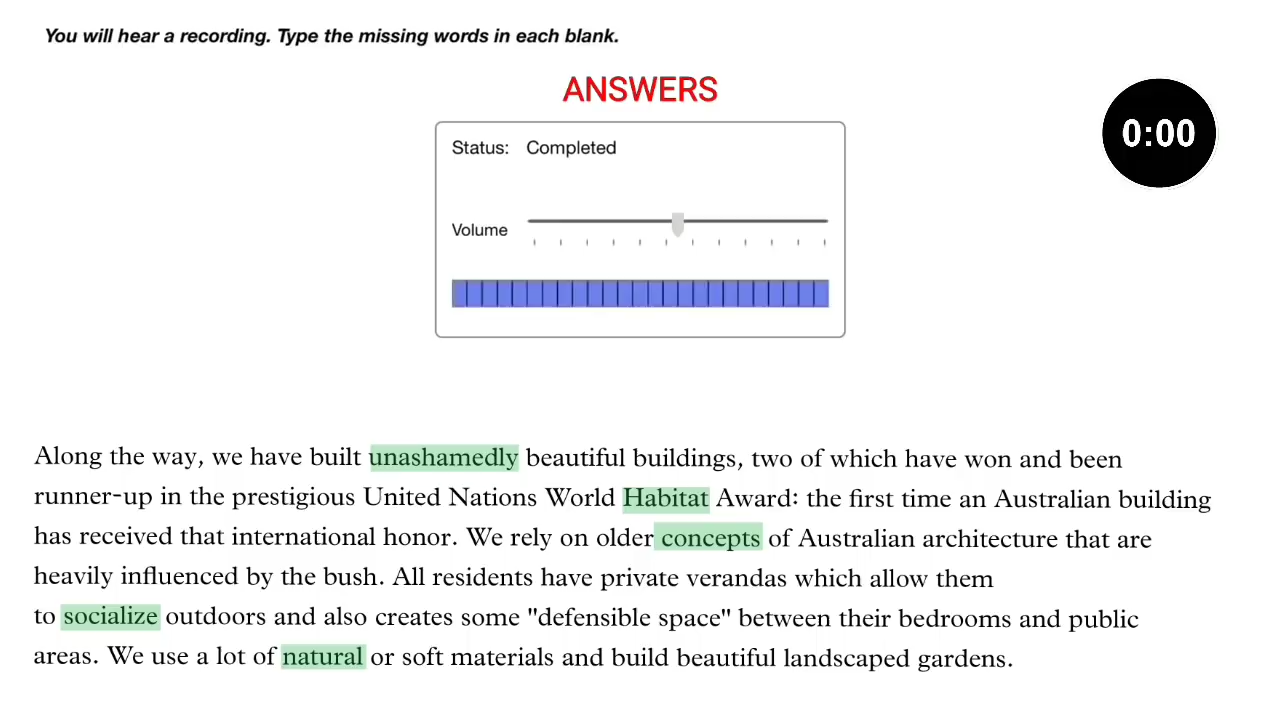 You will hear a recording. Type the missing words in each blank.
ANSWERS
0:00
Status: Completed
Volume
Along the way, we have built unashamedly beautiful buildings, two of which have won and been
runner-up in the prestigious United Nations World Habitat Award: the first time an Australian building
has received that international honor. We rely on older concepts of Australian architecture that are
heavily influenced by the bush. All residents have private verandas which allow them
to socialize outdoors and also creates some "defensible space" between their bedrooms and public
areas. We use a lot of natural or soft materials and build beautiful landscaped gardens.